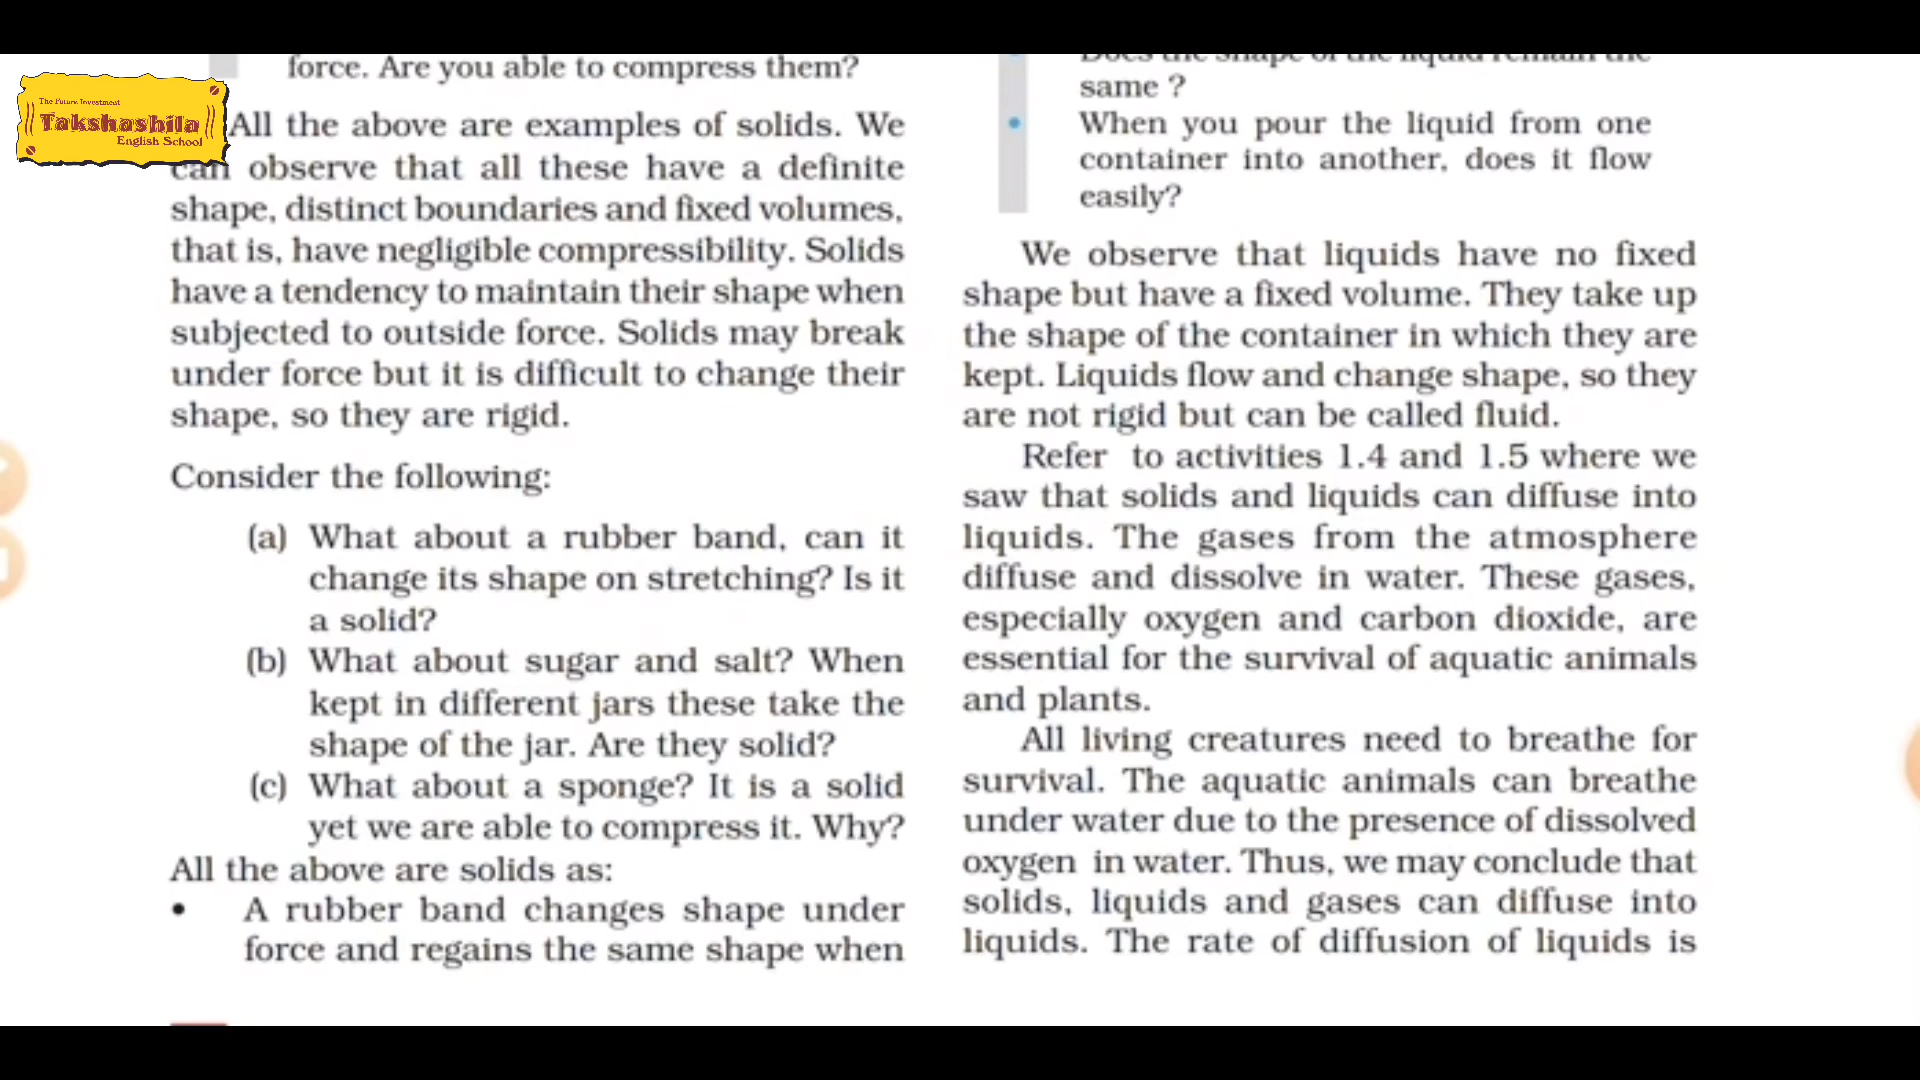 The Future Investment
Takshashila
English School
force. Are you able to compress them?
All the above are examples of solids. We
can observe that all these have a definite
shape, distinct boundaries and fixed volumes,
that is, have negligible compressibility. Solids
have a tendency to maintain their shape when
subjected to outside force. Solids may break
under force but it is difficult to change their
shape, so they are rigid.
Consider the following:
(a) What about a rubber band, can it
change its shape on stretching? Is it
a solid?
(b) What about sugar and salt? When
kept in different jars these take the
shape of the jar. Are they solid?
(c) What about a sponge? It is a solid
yet we are able to compress it. Why?
All the above are solids as:
• A rubber band changes shape under
force and regains the same shape when
Does the shape of the liquid remain the
same ?
• When you pour the liquid from one
container into another, does it flow
easily?
We observe that liquids have no fixed
shape but have a fixed volume. They take up
the shape of the container in which they are
kept. Liquids flow and change shape, so they
are not rigid but can be called fluid.
Refer to activities 1.4 and 1.5 where we
saw that solids and liquids can diffuse into
liquids. The gases from the atmosphere
diffuse and dissolve in water. These gases,
especially oxygen and carbon dioxide, are
essential for the survival of aquatic animals
and plants.
All living creatures need to breathe for
survival. The aquatic animals can breathe
under water due to the presence of dissolved
oxygen in water. Thus, we may conclude that
solids, liquids and gases can diffuse into
liquids. The rate of diffusion of liquids is